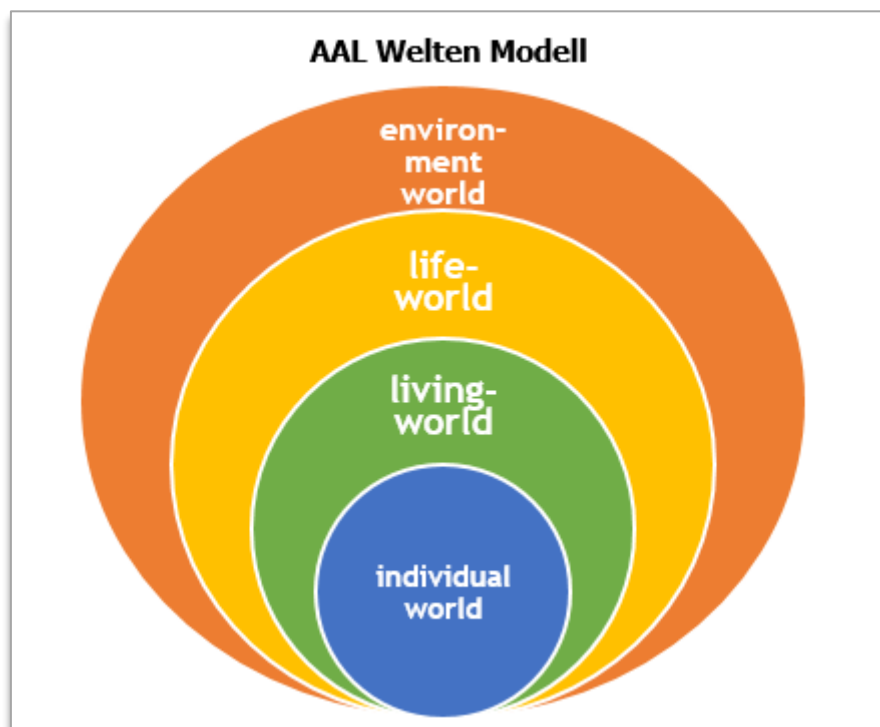 AAL Welten Modell
environ-
ment
world
life-
world
living-
world
individual
world